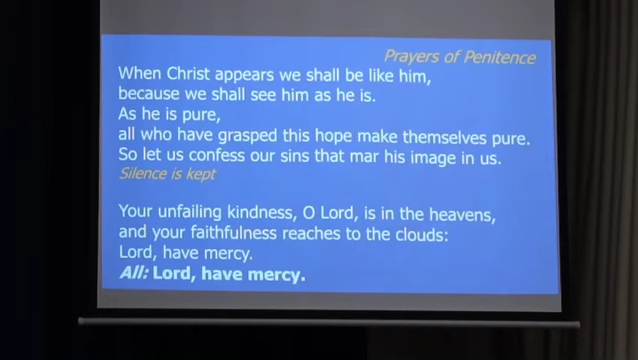 Prayers of Penitence
When Christ appears we shall be like him,
because we shall see him as he is.
As he is pure,
all who have grasped this hope make themselves pure.
So let us confess our sins that mar his image in us.
Silence is kept
Your unfailing kindness, O Lord, is in the heavens,
and your faithfulness reaches to the clouds:
Lord, have mercy.
All: Lord, have mercy.